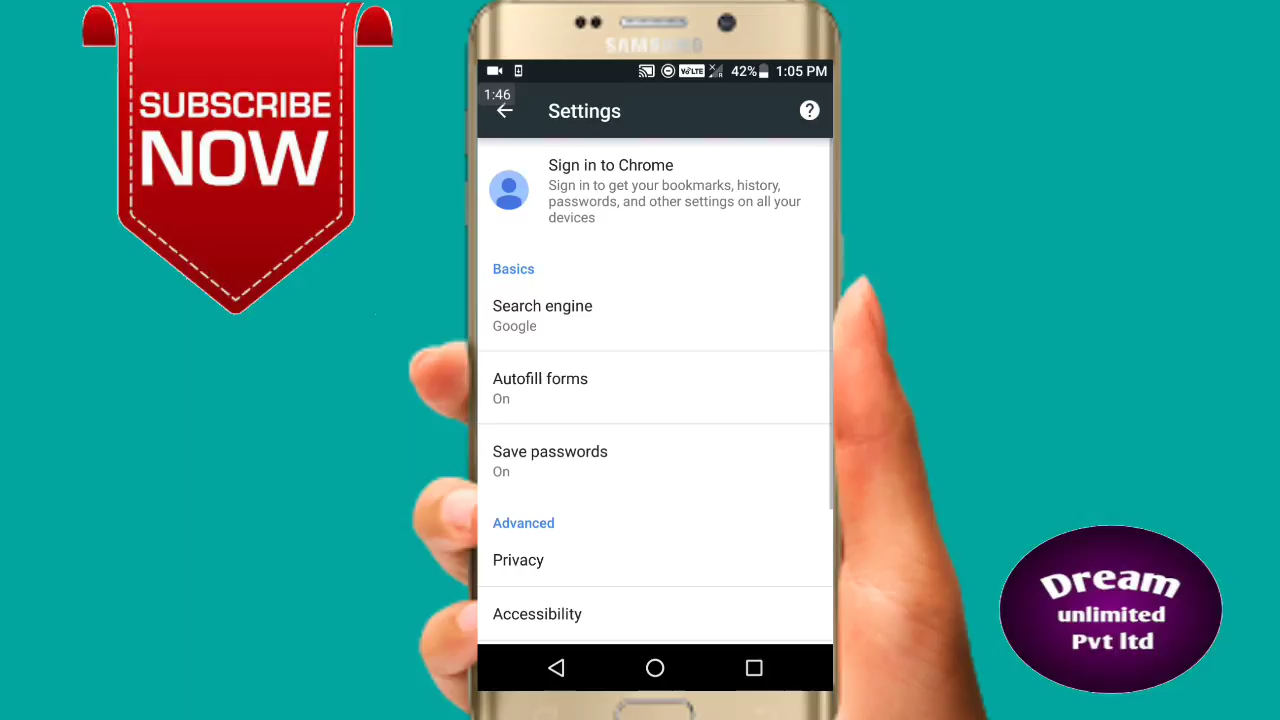 SUBSCRIBE
NOW
SAMSUNG
VoLTE
42%
1:05 PM
1:46
Settings
?
Sign in to Chrome
Sign in to get your bookmarks, history,
passwords, and other settings on all your
devices
Basics
Search engine
Google
Autofill forms
On
Save passwords
On
Advanced
Privacy
Accessibility
Dream
unlimited
Pvt ltd